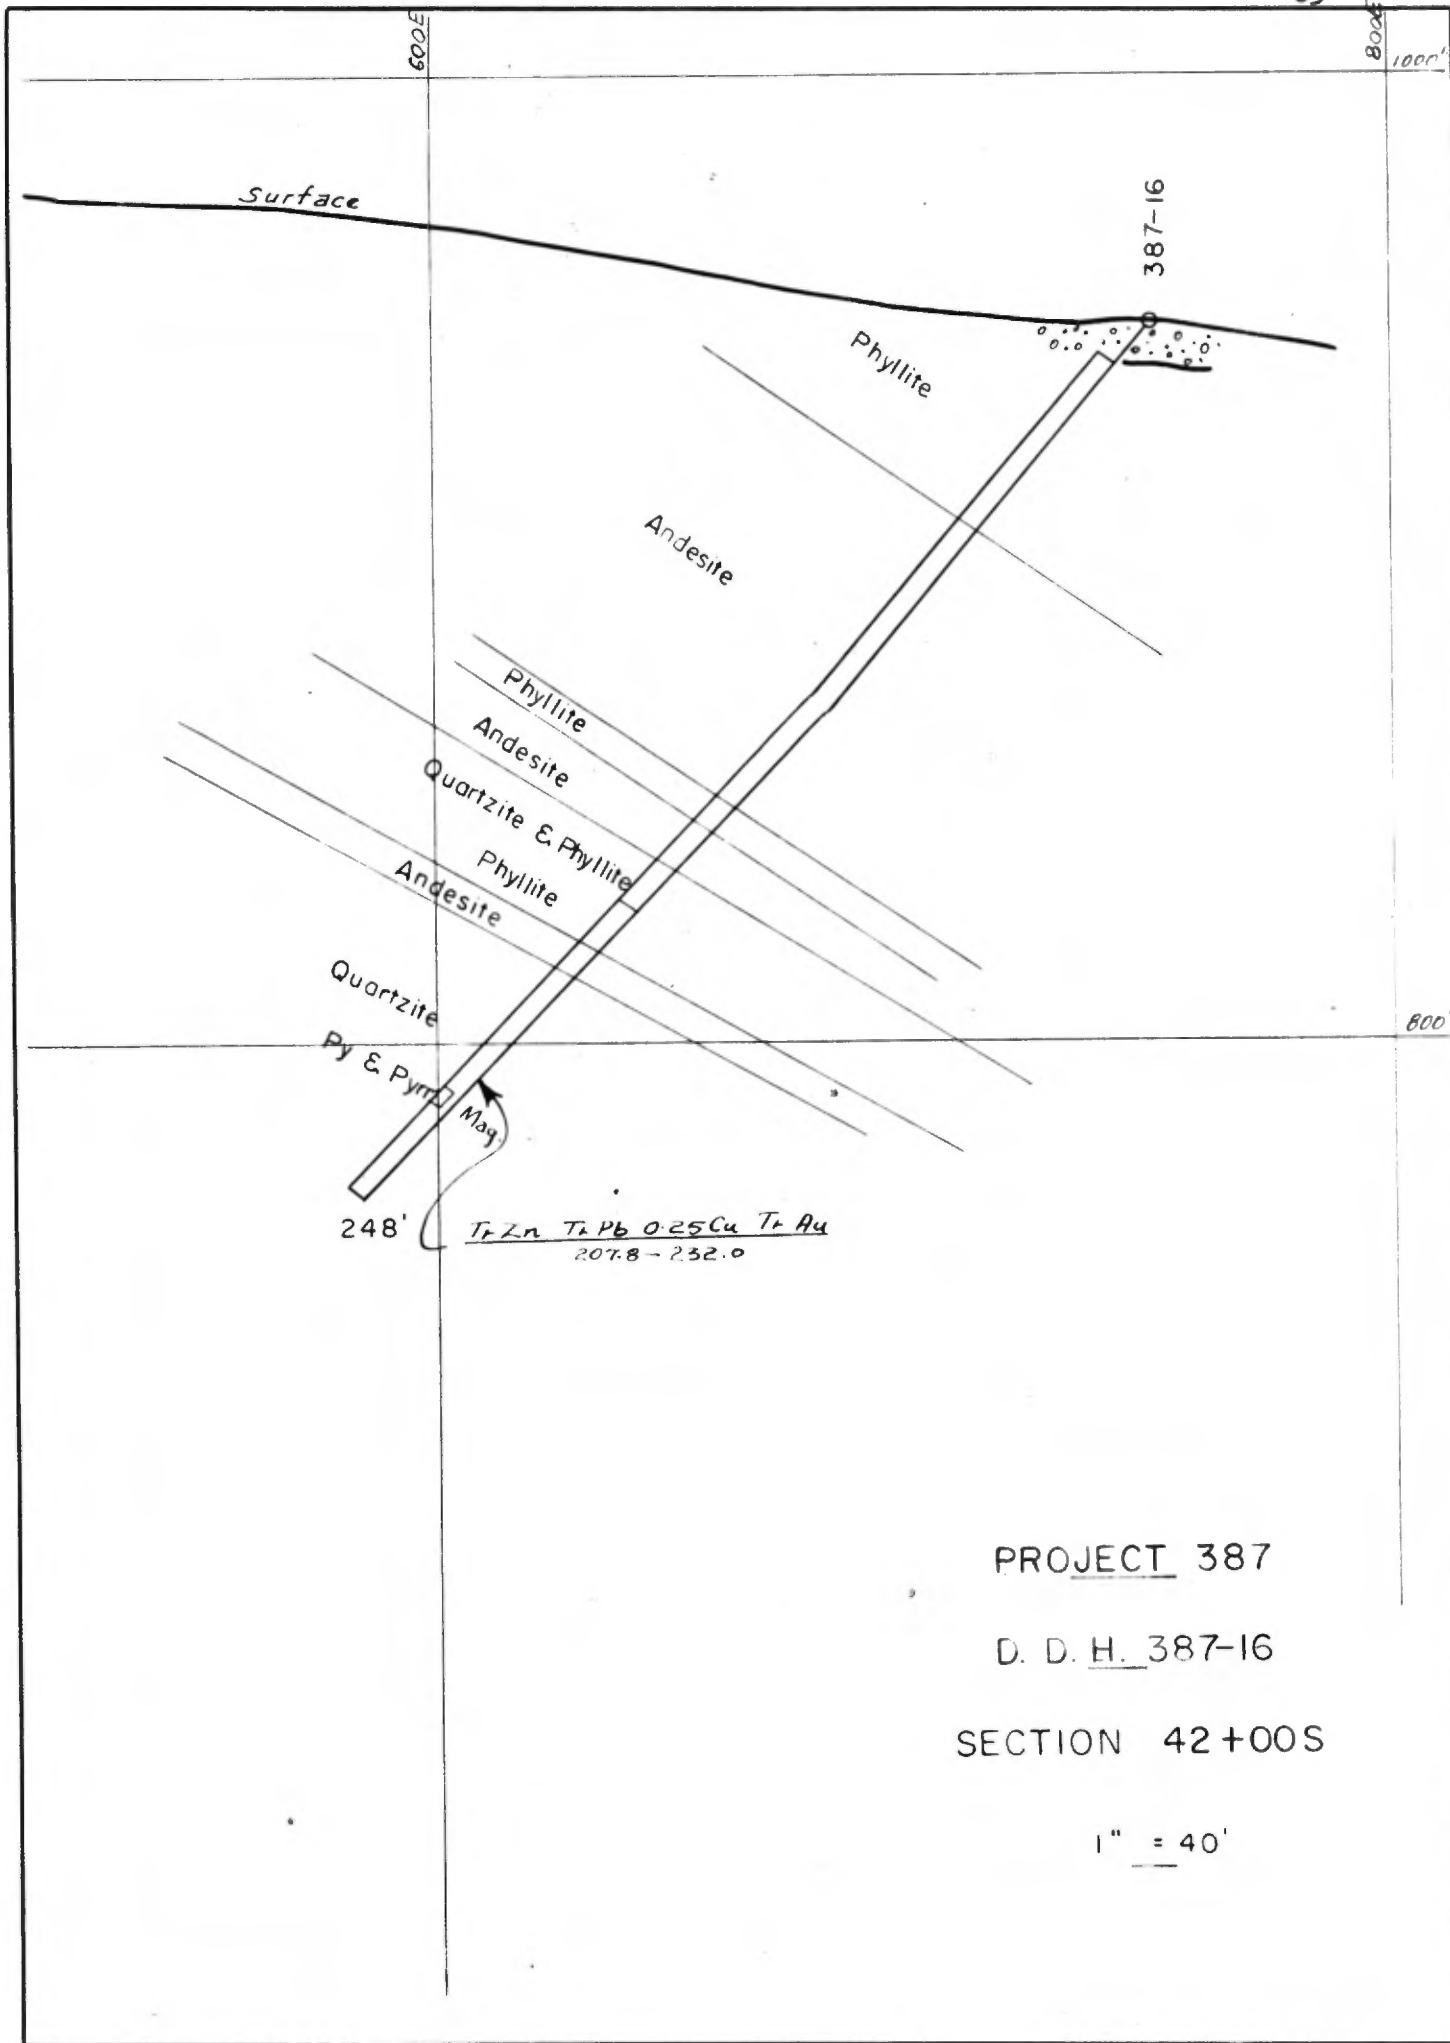 600E
800E
1000'
Surface
387-16
Phyllite
Andesite
Phyllite
Andesite
Quartzite & Phyllite
Phyllite
Andesite
Quartzite
800'
Py & Pyrr
Mag.
248'
Tr Zn Tr Pb 0.25 Cu Tr Au
207.8 - 232.0
PROJECT 387
D. D. H. 387-16
SECTION 42+00S
1" = 40'